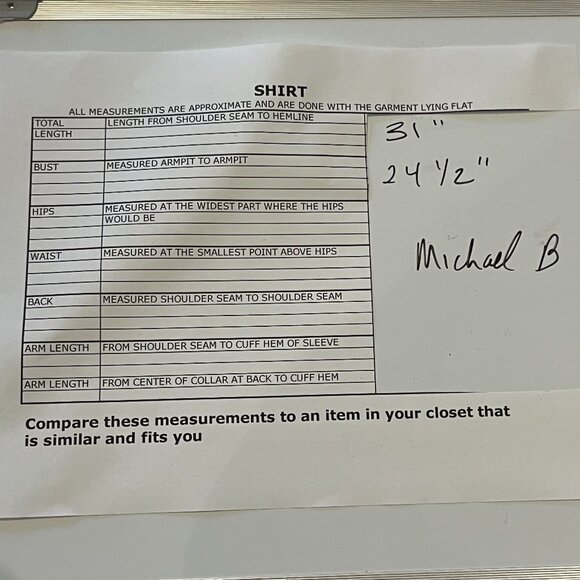 SHIRT
ALL MEASUREMENTS ARE APPROXIMATE AND ARE DONE WITH THE GARMENT LYING FLAT
TOTAL LENGTH FROM SHOULDER SEAM TO HEMLINE 31"
LENGTH
BUST MEASURED ARMPIT TO ARMPIT 24 1/2"
HIPS MEASURED AT THE WIDEST PART WHERE THE HIPS
WOULD BE
Michael B
WAIST MEASURED AT THE SMALLEST POINT ABOVE HIPS
BACK MEASURED SHOULDER SEAM TO SHOULDER SEAM
ARM LENGTH FROM SHOULDER SEAM TO CUFF HEM OF SLEEVE
ARM LENGTH FROM CENTER OF COLLAR AT BACK TO CUFF HEM
Compare these measurements to an item in your closet that
is similar and fits you